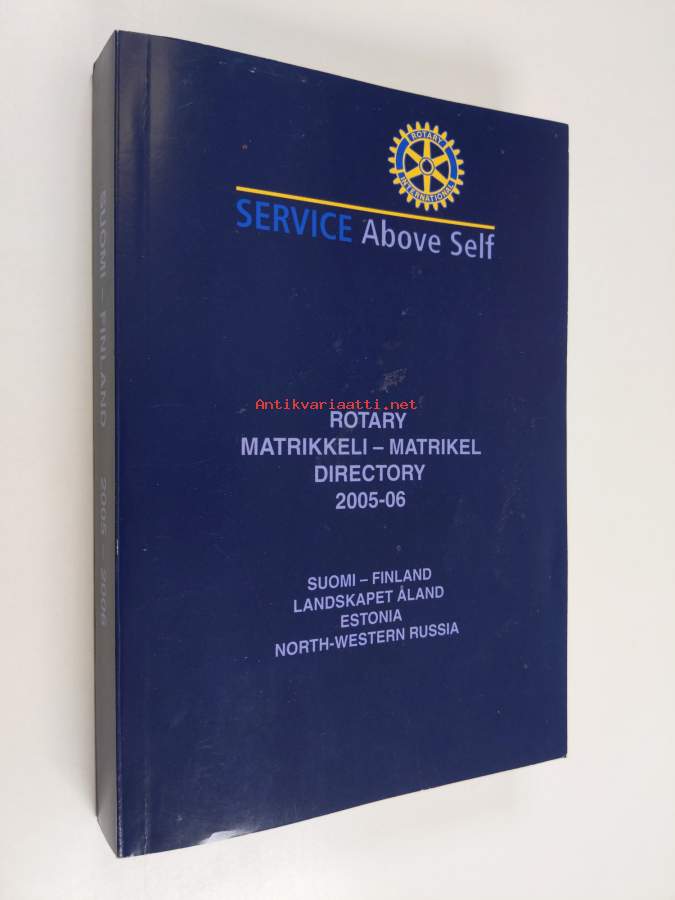 SUOMI – FINLAND 2005 – 2006
ROTARY
INTERNATIONAL
SERVICE Above Self
Antikvariaatti.net
ROTARY
MATRIKKELI – MATRIKEL
DIRECTORY
2005-06
SUOMI – FINLAND
LANDSKAPET ÅLAND
ESTONIA
NORTH-WESTERN RUSSIA